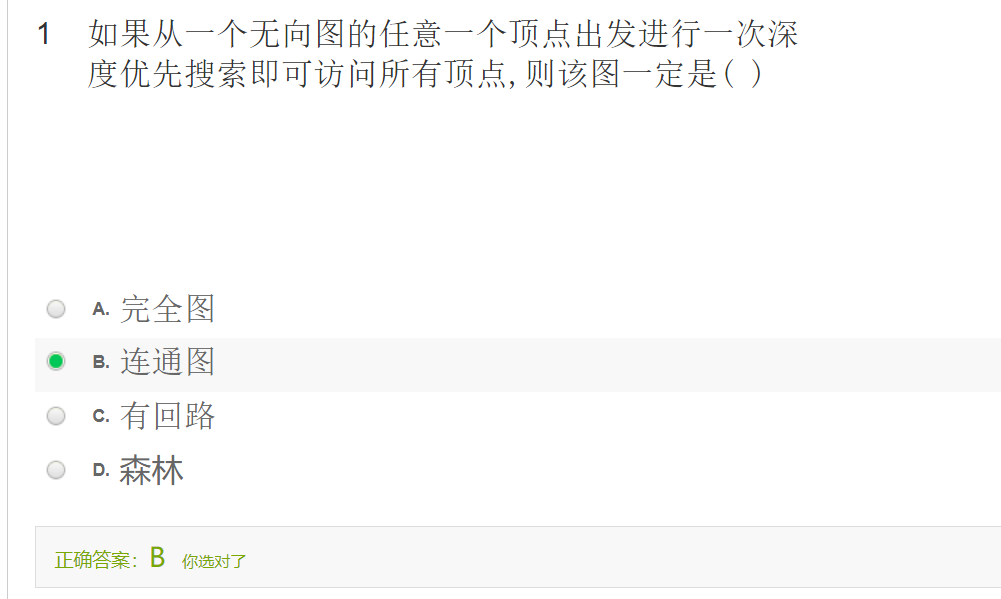 1 如果从一个无向图的任意一个顶点出发进行一次深
度优先搜索即可访问所有顶点,则该图一定是( )
A. 完全图
B. 连通图
C. 有回路
D. 森林
正确答案: B 你选对了